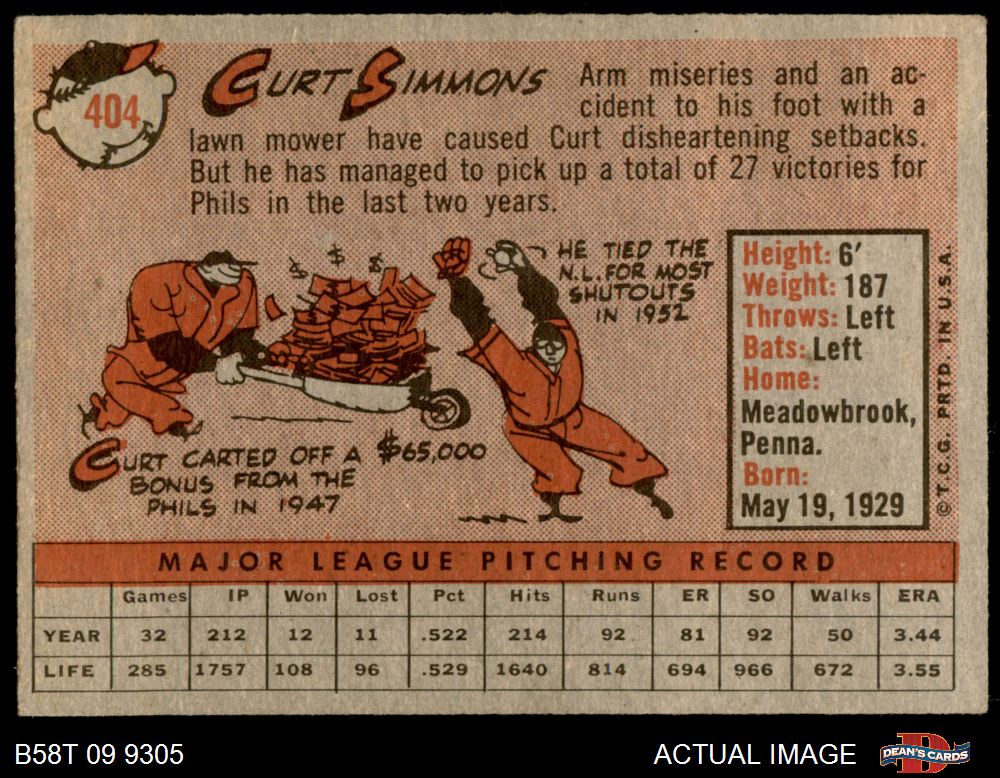 404
CURT SIMMONS
Arm miseries and an ac-
cident to his foot with a
lawn mower have caused Curt disheartening setbacks.
But he has managed to pick up a total of 27 victories for
Phils in the last two years.
$ $ $
CURT CARTED OFF A $65,000
BONUS FROM THE
PHILS IN 1947
HE TIED THE
N.L. FOR MOST
SHUTOUTS
IN 1952
Height: 6'
Weight: 187
Throws: Left
Bats: Left
Home:
Meadowbrook,
Penna.
Born:
May 19, 1929
© T.C.G. PRTD. IN U.S.A.
MAJOR LEAGUE PITCHING RECORD
Games IP Won Lost Pct Hits Runs ER SO Walks ERA
YEAR 32 212 12 11 .522 214 92 81 92 50 3.44
LIFE 285 1757 108 96 .529 1640 814 694 966 672 3.55
B58T 09 9305
ACTUAL IMAGE
DEAN'S CARDS